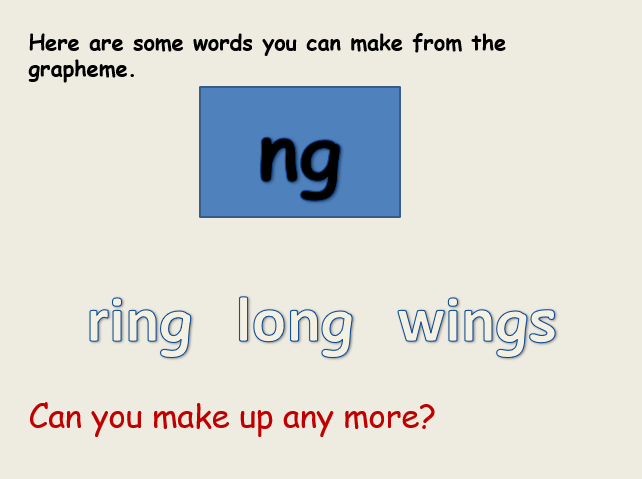 Here are some words you can make from the
grapheme.
ng
ring long wings
Can you make up any more?